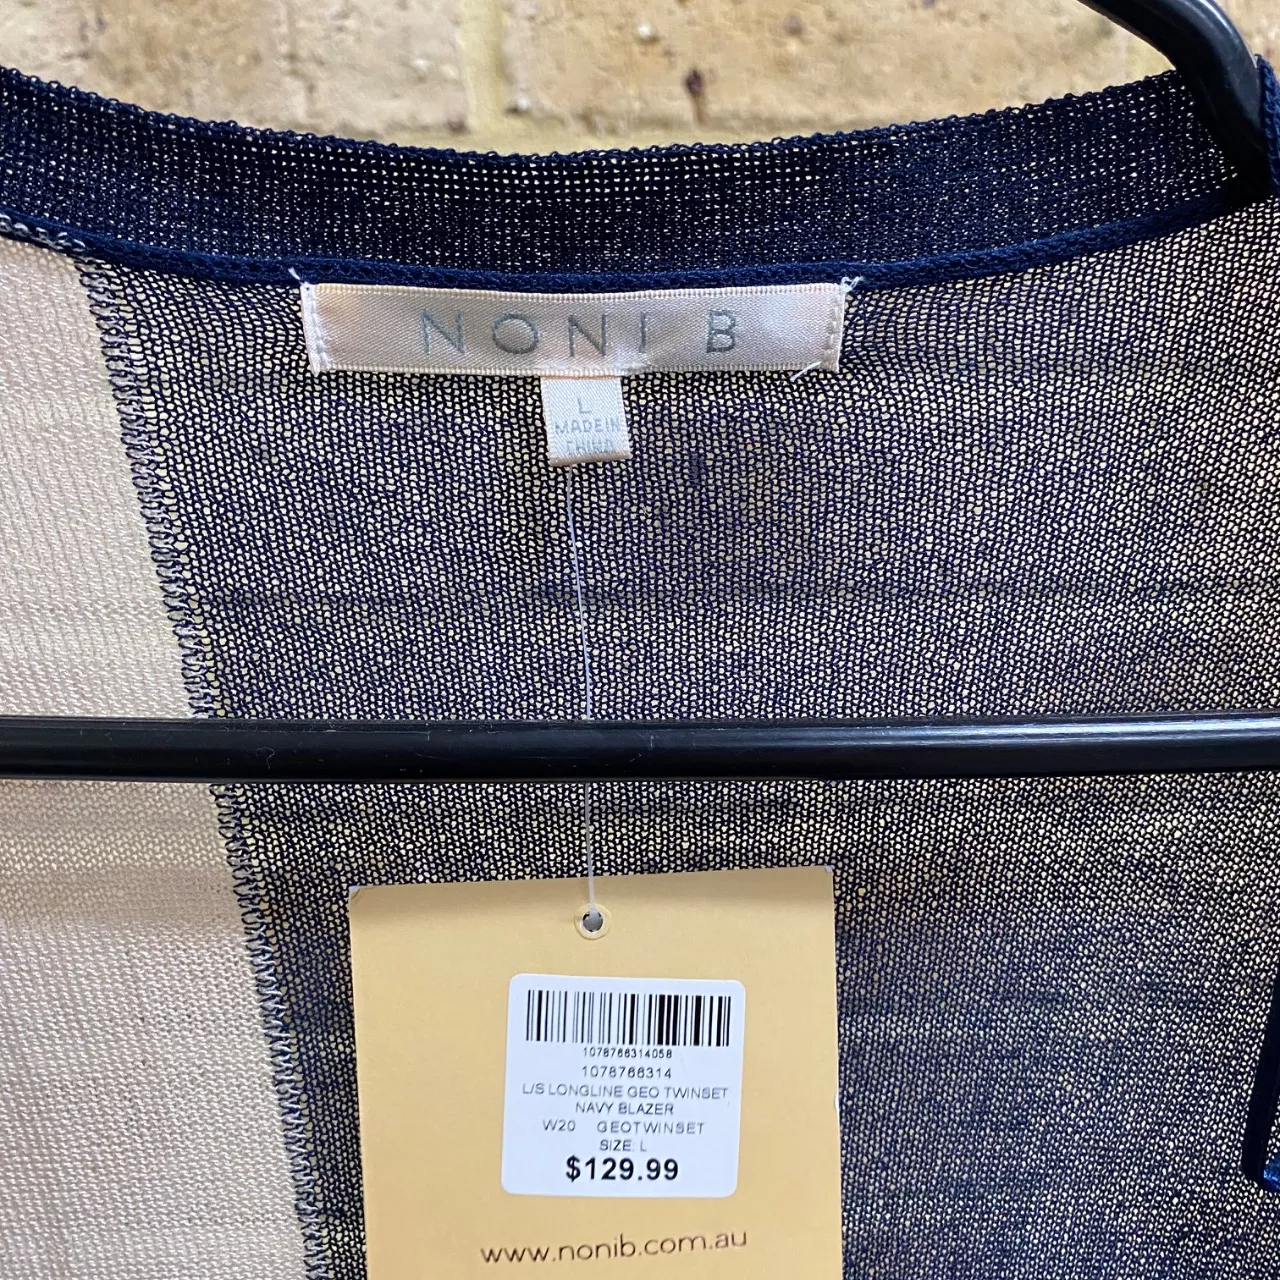 NONI B
L
MADE IN
CHINA
1078766314058
1078766314
L/S LONGLINE GEO TWINSET
NAVY BLAZER
W20 GEOTWINSET
SIZE: L
$129.99
www.nonib.com.au